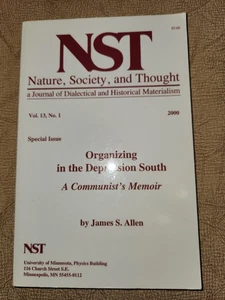 NST
Nature, Society, and Thought
a Journal of Dialectical and Historical Materialism
Vol. 13, No. 1 2000
Special Issue
Organizing
in the Depression South
A Communist's Memoir
by James S. Allen
NST
University of Minnesota, Physics Building
116 Church Street S.E.
Minneapolis, MN 55455-0112